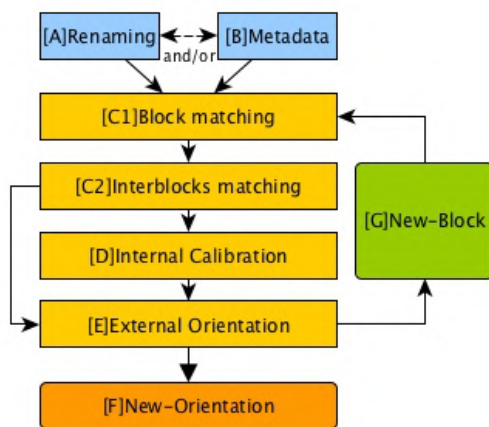 [A]Renaming
[B]Metadata
and/or
[C1]Block matching
[C2]Interblocks matching
[G]New-Block
[D]Internal Calibration
[E]External Orientation
[F]New-Orientation